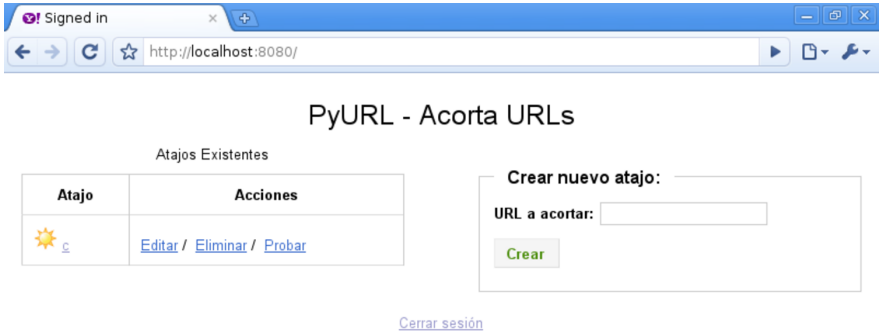 Signed in
http://localhost:8080/
PyURL - Acorta URLs
Atajos Existentes
Atajo Acciones
c Editar / Eliminar / Probar
Crear nuevo atajo:
URL a acortar:
Crear
Cerrar sesión